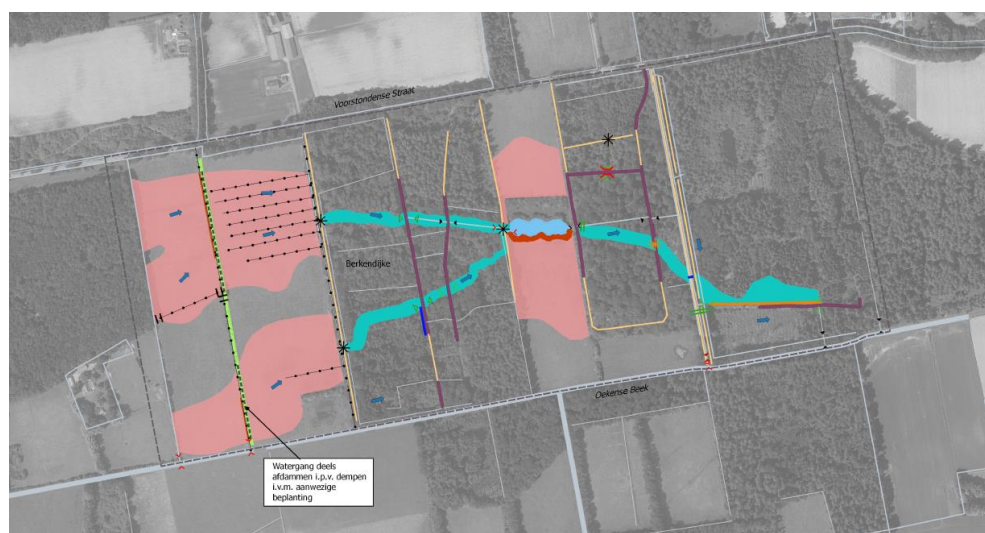 Voorstondense Straat
Berkendijke
Oekense Beek
Watergang deels
afdammen i.p.v. dempen
i.v.m. aanwezige
beplanting